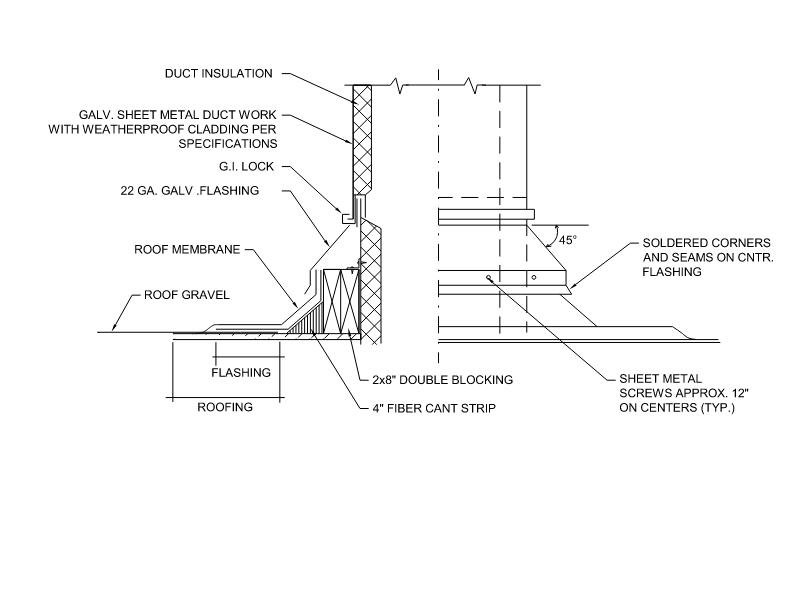 DUCT INSULATION
GALV. SHEET METAL DUCT WORK
WITH WEATHERPROOF CLADDING PER
SPECIFICATIONS
G.I. LOCK
22 GA. GALV .FLASHING
ROOF MEMBRANE
ROOF GRAVEL
FLASHING
ROOFING
2x8" DOUBLE BLOCKING
4" FIBER CANT STRIP
45°
SOLDERED CORNERS
AND SEAMS ON CNTR.
FLASHING
SHEET METAL
SCREWS APPROX. 12"
ON CENTERS (TYP.)